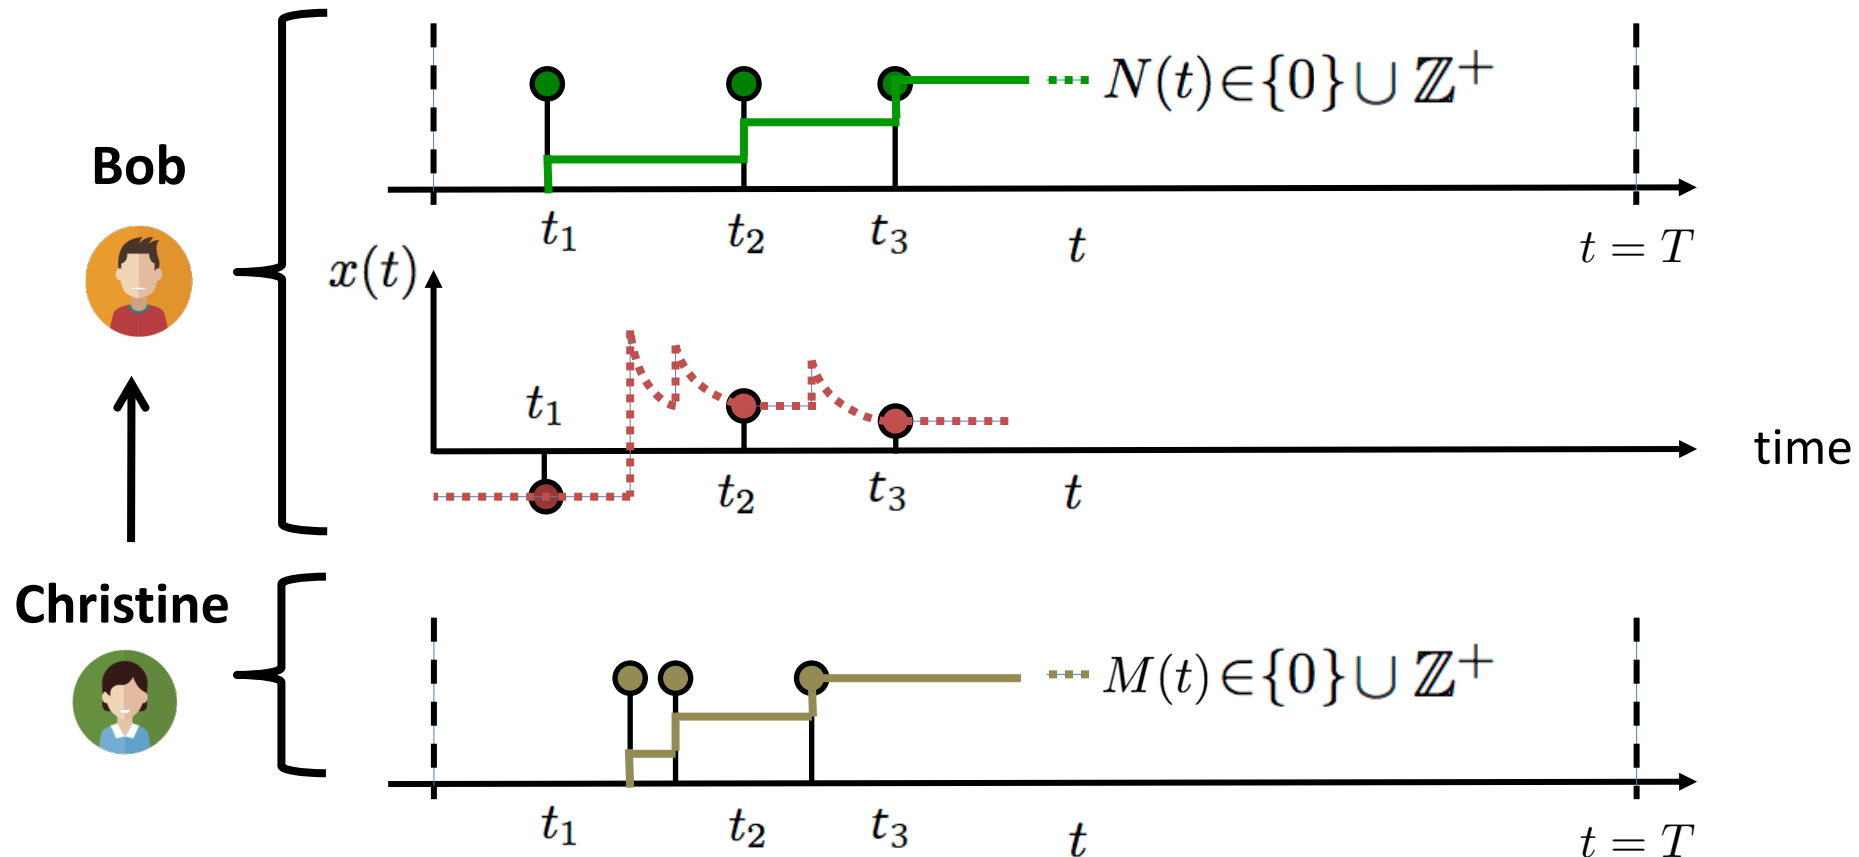 N(t)∈{0}∪ ℤ⁺
Bob
t₁ t₂ t₃ t t = T
x(t)
t₁
time
t₂ t₃ t
Christine
M(t)∈{0}∪ ℤ⁺
t₁ t₂ t₃ t t = T